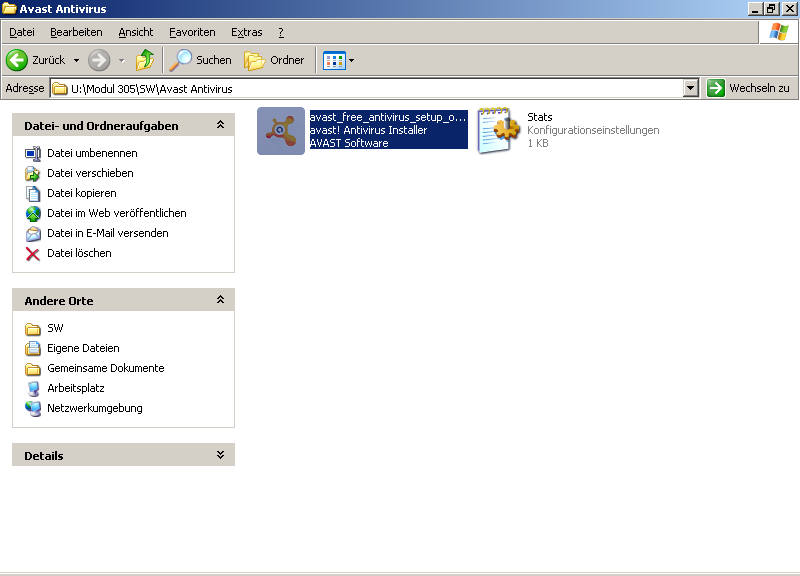 Avast Antivirus
Datei Bearbeiten Ansicht Favoriten Extras ?
Zurück Suchen Ordner
Adresse U:\Modul 305\SW\Avast Antivirus Wechseln zu
Datei- und Ordneraufgaben
Datei umbenennen
Datei verschieben
Datei kopieren
Datei im Web veröffentlichen
Datei in E-Mail versenden
Datei löschen
Andere Orte
SW
Eigene Dateien
Gemeinsame Dokumente
Arbeitsplatz
Netzwerkumgebung
Details
avast_free_antivirus_setup_o...
avast! Antivirus Installer
AVAST Software
Stats
Konfigurationseinstellungen
1 KB